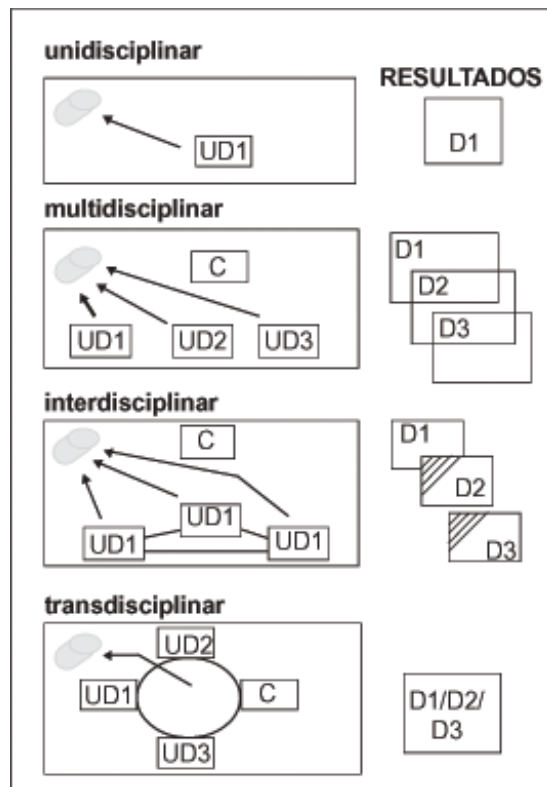 unidisciplinar
RESULTADOS
UD1
D1
multidisciplinar
C
UD1
UD2
UD3
D1
D2
D3
interdisciplinar
C
UD1
UD1
UD1
D1
D2
D3
transdisciplinar
UD2
UD1
C
UD3
D1/D2/
D3